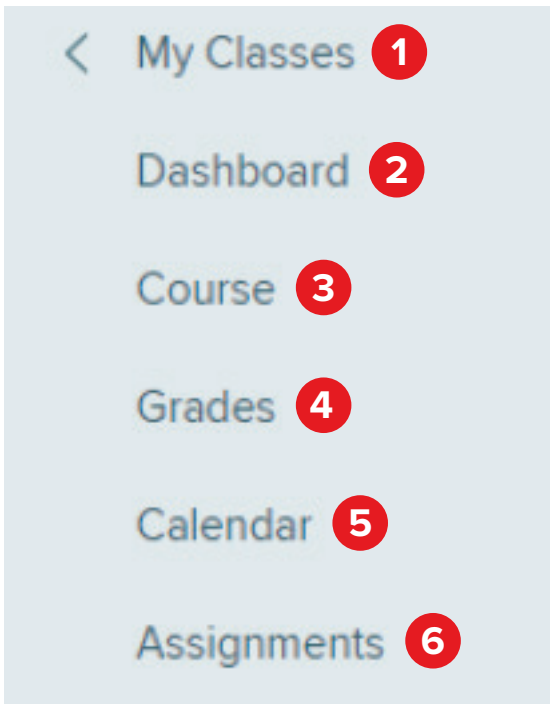 < My Classes 1
Dashboard 2
Course 3
Grades 4
Calendar 5
Assignments 6